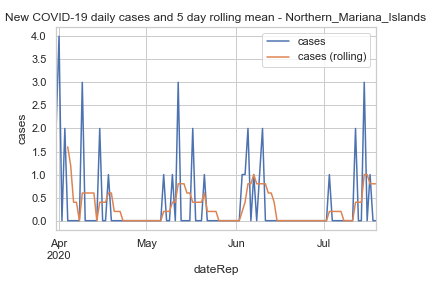 New COVID-19 daily cases and 5 day rolling mean - Northern_Mariana_Islands
cases
cases (rolling)
4.0
3.5
3.0
2.5
2.0
1.5
1.0
0.5
0.0
cases
Apr
2020
May
Jun
Jul
dateRep